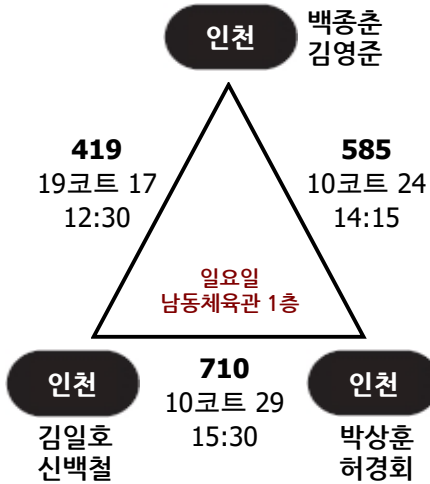 인천
백종춘
김영준
419
19코트 17
12:30
585
10코트 24
14:15
일요일
남동체육관 1층
인천
김일호
신백철
710
10코트 29
15:30
인천
박상훈
허경회